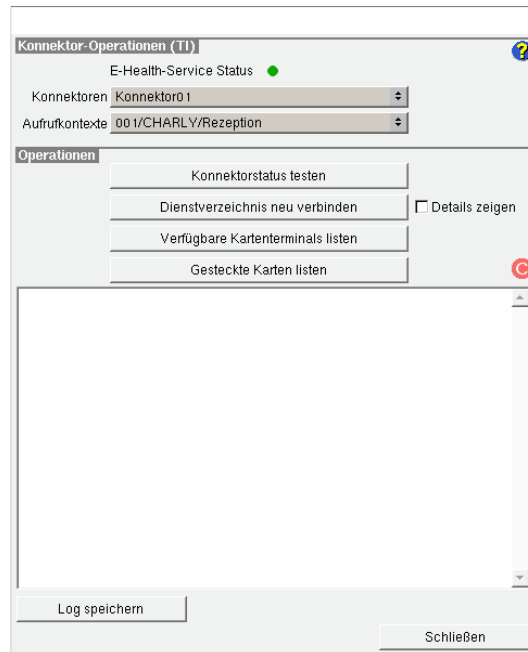 Konnektor-Operationen (TI)
?
E-Health-Service Status
Konnektoren Konnektor01
Aufrufkontexte 001/CHARLY/Rezeption
Operationen
Konnektorstatus testen
Dienstverzeichnis neu verbinden Details zeigen
Verfügbare Kartenterminals listen
Gesteckte Karten listen
C
Log speichern
Schließen